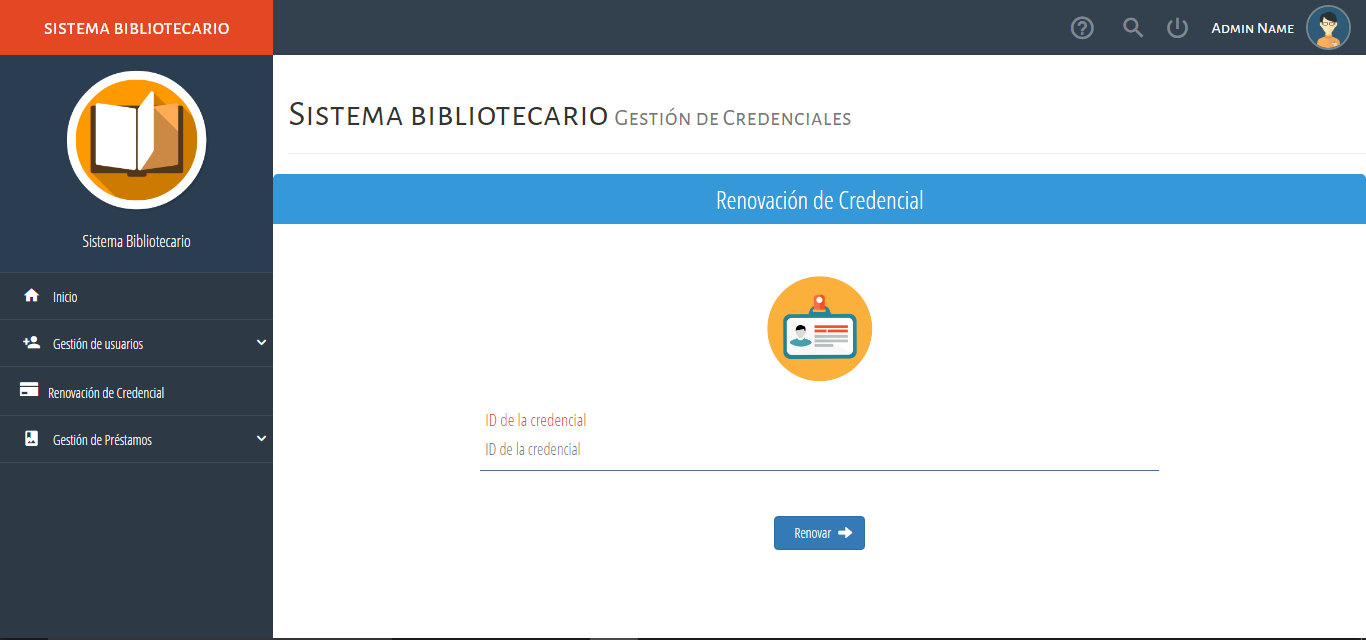 SISTEMA BIBLIOTECARIO
Admin Name
Sistema Bibliotecario
Inicio
Gestión de usuarios
Renovación de Credencial
Gestión de Préstamos
Sistema bibliotecario Gestión de Credenciales
Renovación de Credencial
ID de la credencial
ID de la credencial
Renovar